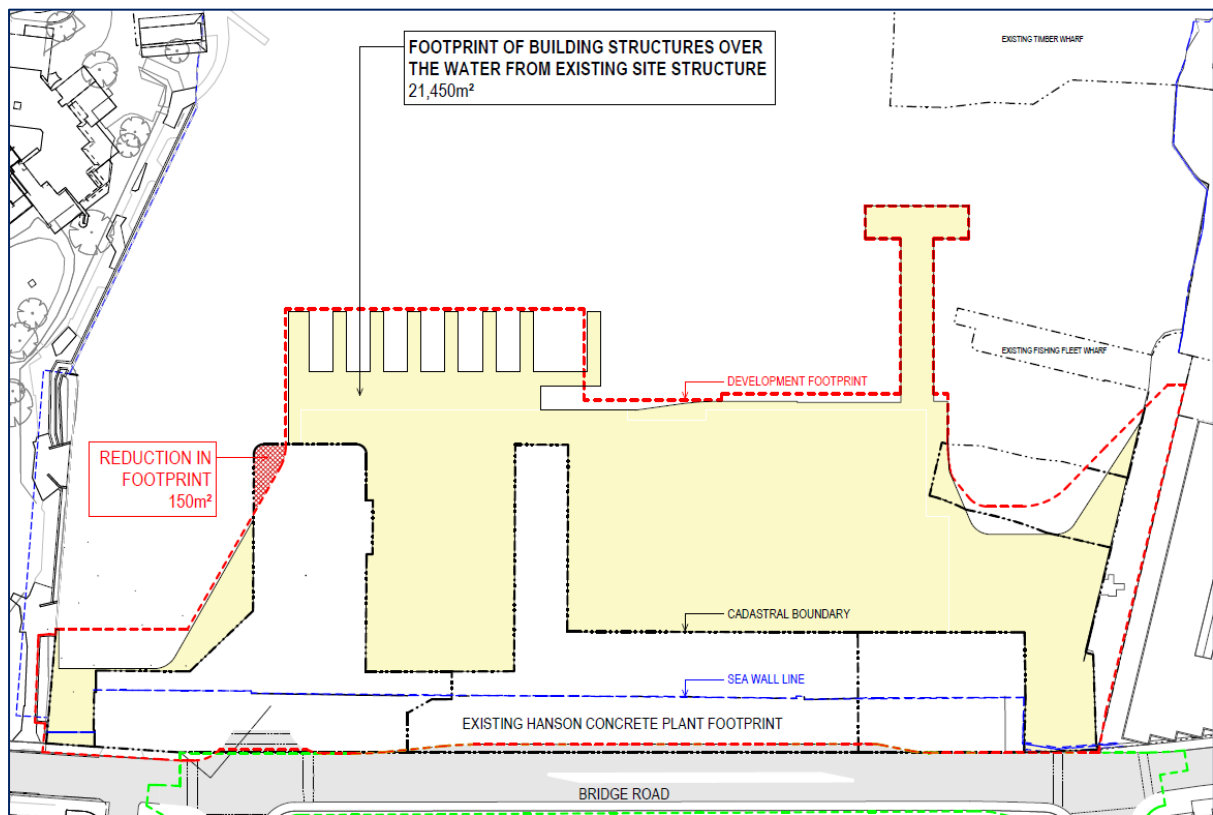 FOOTPRINT OF BUILDING STRUCTURES OVER
THE WATER FROM EXISTING SITE STRUCTURE
21,450m²
EXISTING TIMBER WHARF
EXISTING FISHING FLEET WHARF
DEVELOPMENT FOOTPRINT
REDUCTION IN
FOOTPRINT
150m²
CADASTRAL BOUNDARY
SEA WALL LINE
EXISTING HANSON CONCRETE PLANT FOOTPRINT
BRIDGE ROAD